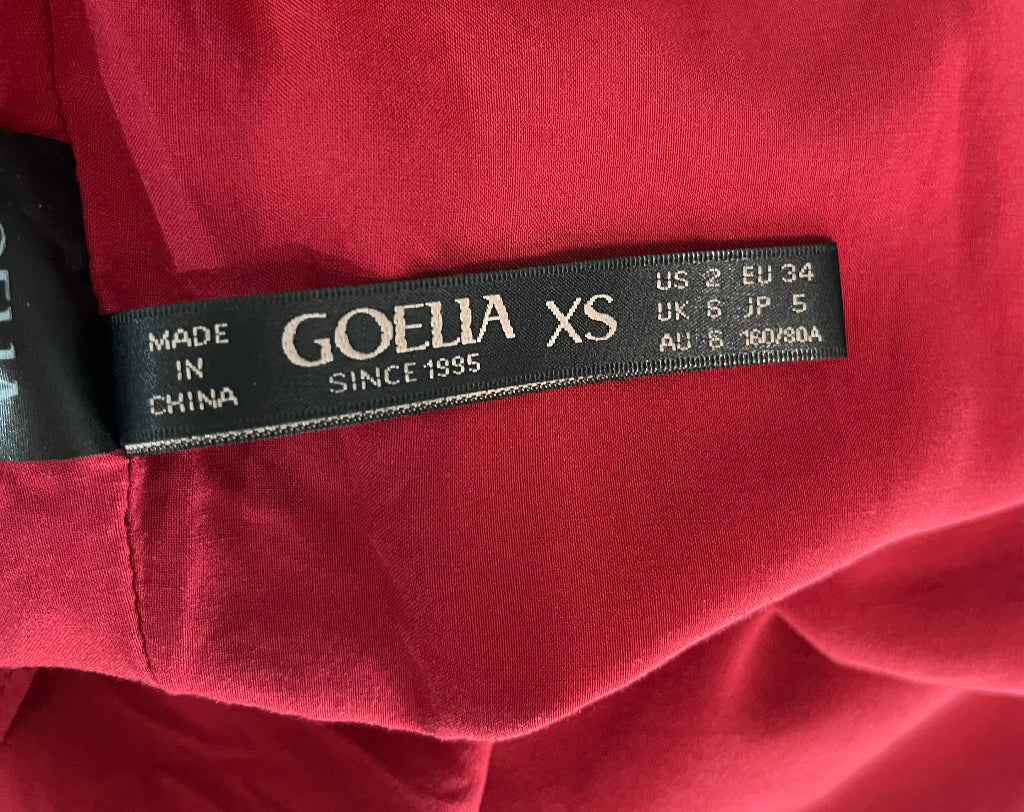 MADE
IN
CHINA
GOELIA
SINCE 1995
XS
US 2 EU 34
UK 6 JP 5
AU 6 160/80A